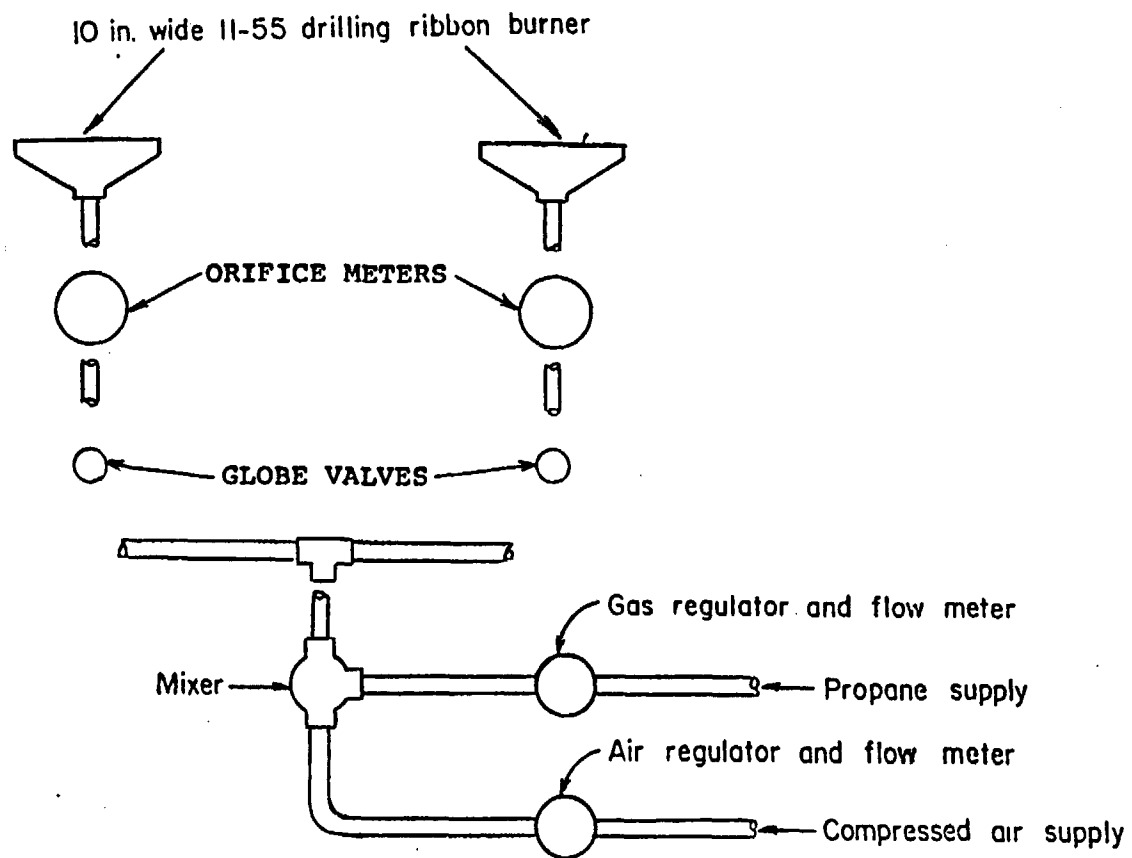 10 in. wide 11-55 drilling ribbon burner
ORIFICE METERS
GLOBE VALVES
Gas regulator and flow meter
Mixer
Propane supply
Air regulator and flow meter
Compressed air supply